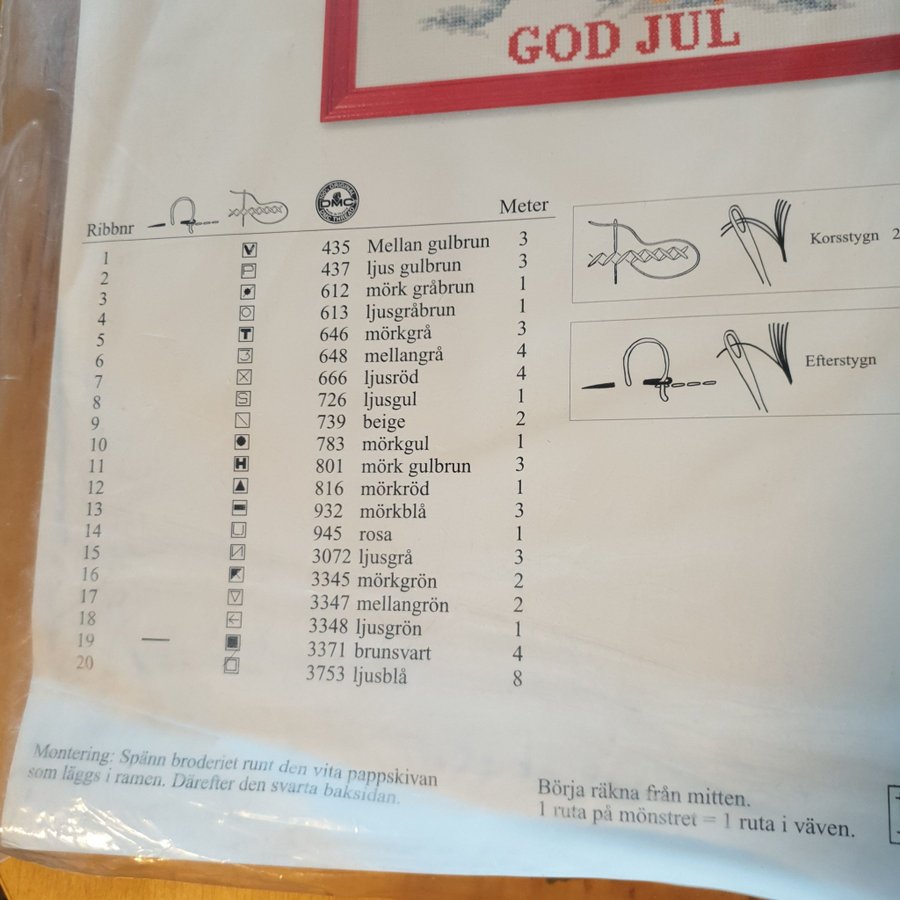 GOD JUL
Ribbnr DMC Meter
1 435 Mellan gulbrun 3
2 437 ljus gulbrun 3
3 612 mörk gråbrun 1
4 613 ljusgråbrun 1
5 646 mörkgrå 3
6 648 mellangrå 4
7 666 ljusröd 4
8 726 ljusgul 1
9 739 beige 2
10 783 mörkgul 1
11 801 mörk gulbrun 3
12 816 mörkröd 1
13 932 mörkblå 3
14 945 rosa 1
15 3072 ljusgrå 3
16 3345 mörkgrön 2
17 3347 mellangrön 2
18 3348 ljusgrön 1
19 3371 brunsvart 4
20 3753 ljusblå 8
Korsstygn 2
Efterstygn
Montering: Spänn broderiet runt den vita pappskivan
som läggs i ramen. Därefter den svarta baksidan.
Börja räkna från mitten.
1 ruta på mönstret = 1 ruta i väven.